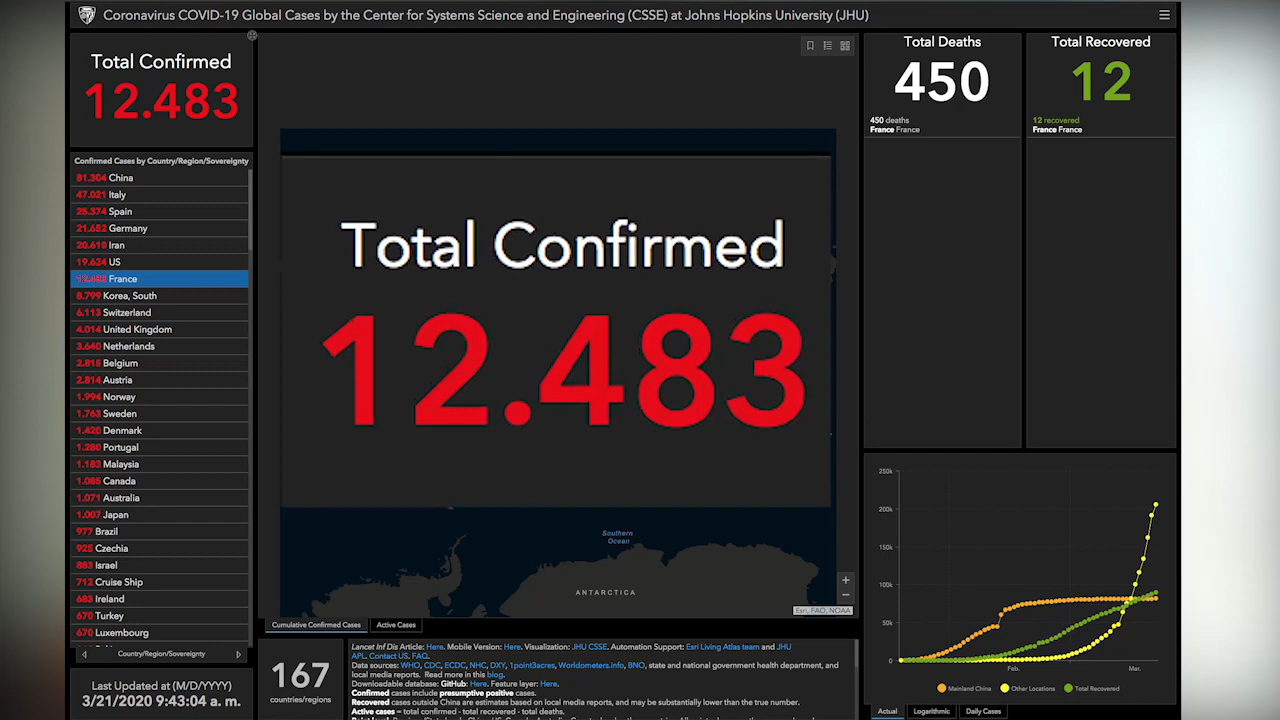 Coronavirus COVID-19 Global Cases by the Center for Systems Science and Engineering (CSSE) at Johns Hopkins University (JHU)
Total Confirmed
12.483
Confirmed Cases by Country/Region/Sovereignty
81.304 China
47.021 Italy
25.374 Spain
21.652 Germany
20.610 Iran
19.624 US
12.483 France
8.799 Korea, South
6.113 Switzerland
4.014 United Kingdom
3.640 Netherlands
2.815 Belgium
2.814 Austria
1.994 Norway
1.763 Sweden
1.420 Denmark
1.280 Portugal
1.183 Malaysia
1.085 Canada
1.071 Australia
1.007 Japan
977 Brazil
925 Czechia
883 Israel
712 Cruise Ship
683 Ireland
670 Turkey
670 Luxembourg
Country/Region/Sovereignty
Last Updated at (M/D/YYYY)
3/21/2020 9:43:04 a. m.
Total Confirmed
12.483
Southern
Ocean
ANTARCTICA
Esri, FAO, NOAA
Cumulative Confirmed Cases
Active Cases
167
countries/regions
Lancet Inf Dis Article: Here. Mobile Version: Here. Visualization: JHU CSSE. Automation Support: Esri Living Atlas team and JHU
APL. Contact US. FAQ.
Data sources: WHO, CDC, ECDC, NHC, DXY, 1point3acres, Worldometers.info, BNO, state and national government health department, and
local media reports. Read more in this blog.
Downloadable database: GitHub: Here. Feature layer: Here.
Confirmed cases include presumptive positive cases.
Recovered cases outside China are estimates based on local media reports, and may be substantially lower than the true number.
Active cases = total confirmed - total recovered - total deaths.
Total Deaths
450
450 deaths
France France
Total Recovered
12
12 recovered
France France
250k
200k
150k
100k
50k
0
Feb.
Mar.
Mainland China
Other Locations
Total Recovered
Actual
Logarithmic
Daily Cases